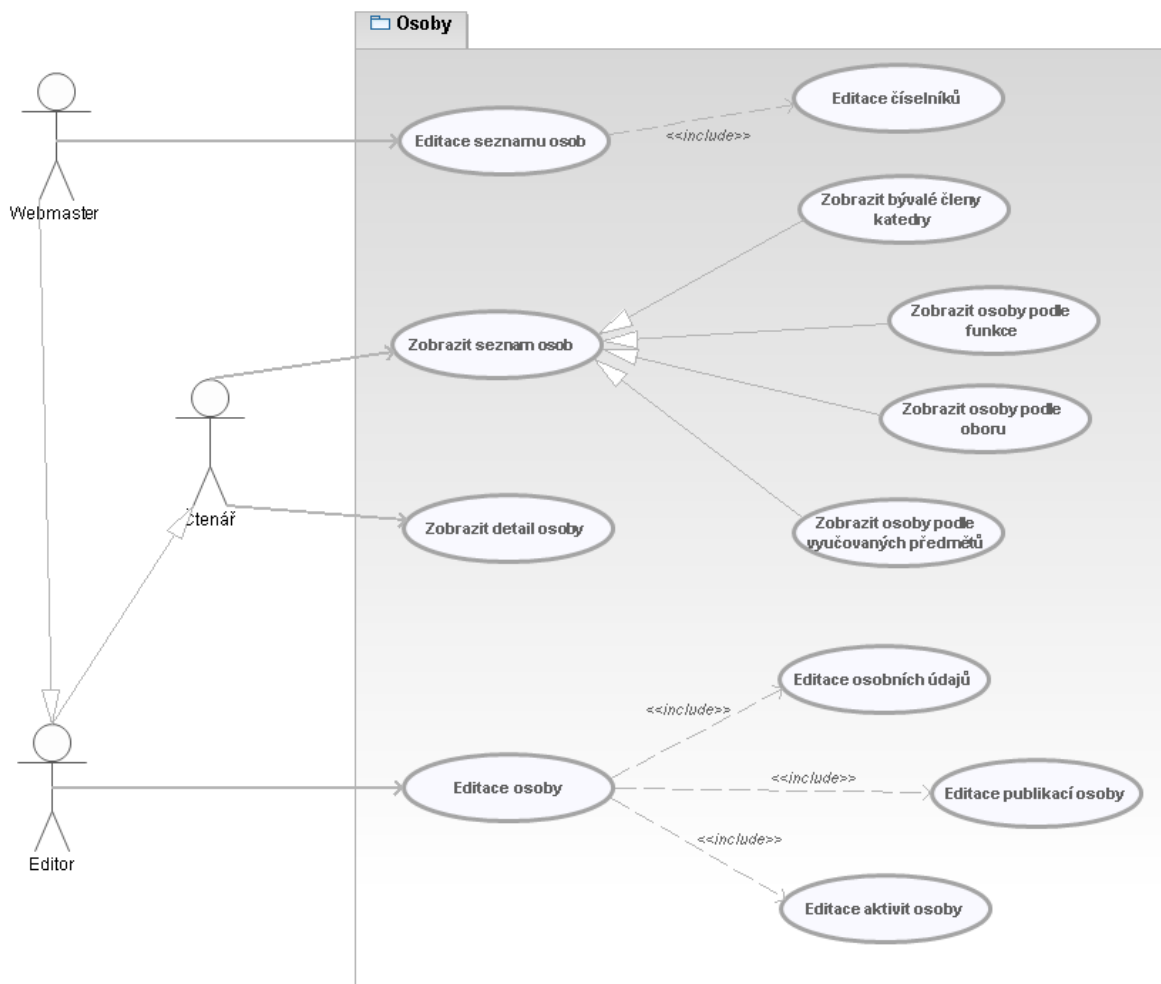 Osoby
Editace číselníků
Editace seznamu osob
<<include>>
Webmaster
Zobrazit bývalé členy
katedry
Zobrazit osoby podle
funkce
Zobrazit seznam osob
Zobrazit osoby podle
oboru
Čtenář
Zobrazit detail osoby
Zobrazit osoby podle
vyučovaných předmětů
Editace osobních údajů
<<include>>
Editace osoby
<<include>>
Editace publikací osoby
<<include>>
Editor
Editace aktivit osoby